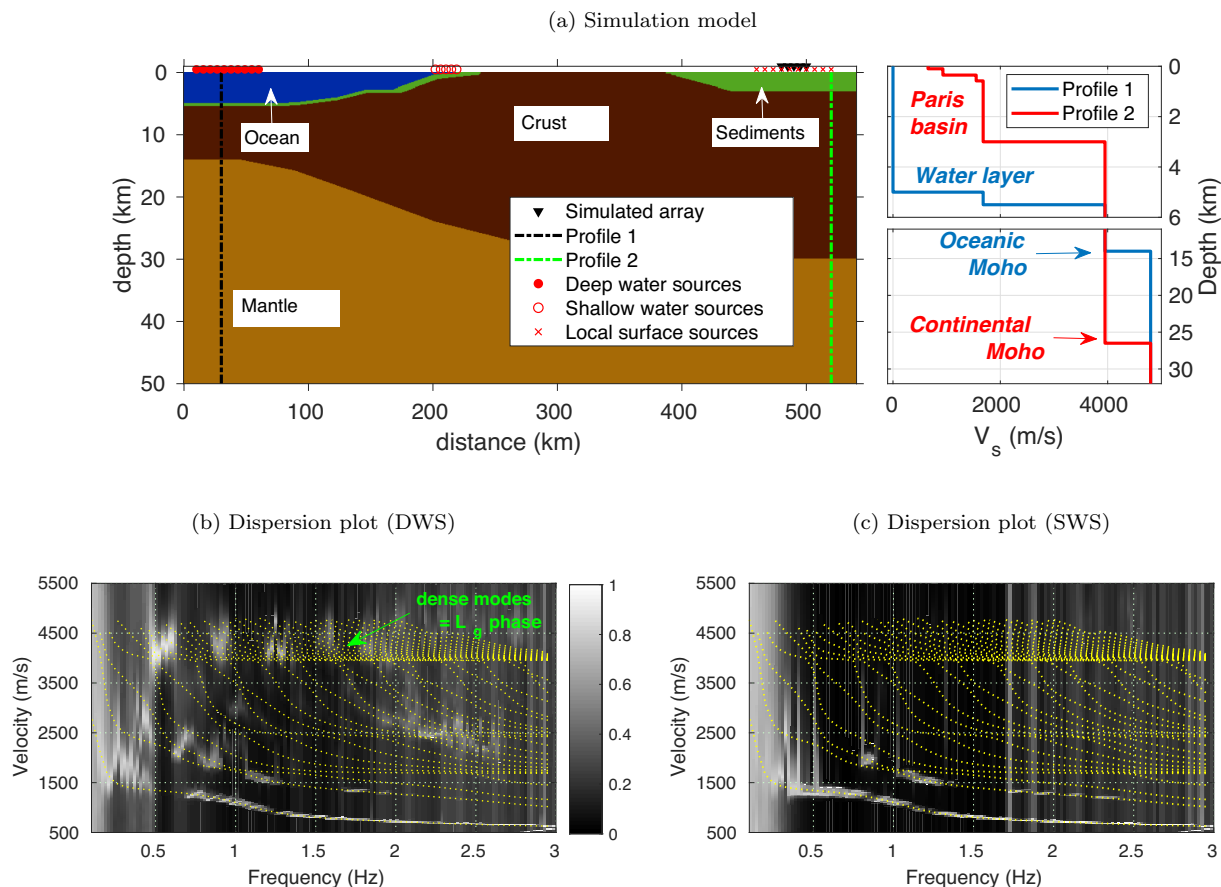 (a) Simulation model
0
10
20
30
40
50
depth (km)
0
100
200
300
400
500
distance (km)
Ocean
Crust
Sediments
Mantle
Simulated array
Profile 1
Profile 2
Deep water sources
Shallow water sources
Local surface sources
Profile 1
Profile 2
Paris
basin
Water layer
Oceanic
Moho
Continental
Moho
0
2
4
6
15
20
25
30
Depth (km)
0
2000
4000
V_s (m/s)
(b) Dispersion plot (DWS)
5500
4500
3500
2500
1500
500
Velocity (m/s)
dense modes
= L_g phase
0.5
1
1.5
2
2.5
3
Frequency (Hz)
1
0.8
0.6
0.4
0.2
0
(c) Dispersion plot (SWS)
5500
4500
3500
2500
1500
500
Velocity (m/s)
0.5
1
1.5
2
2.5
3
Frequency (Hz)